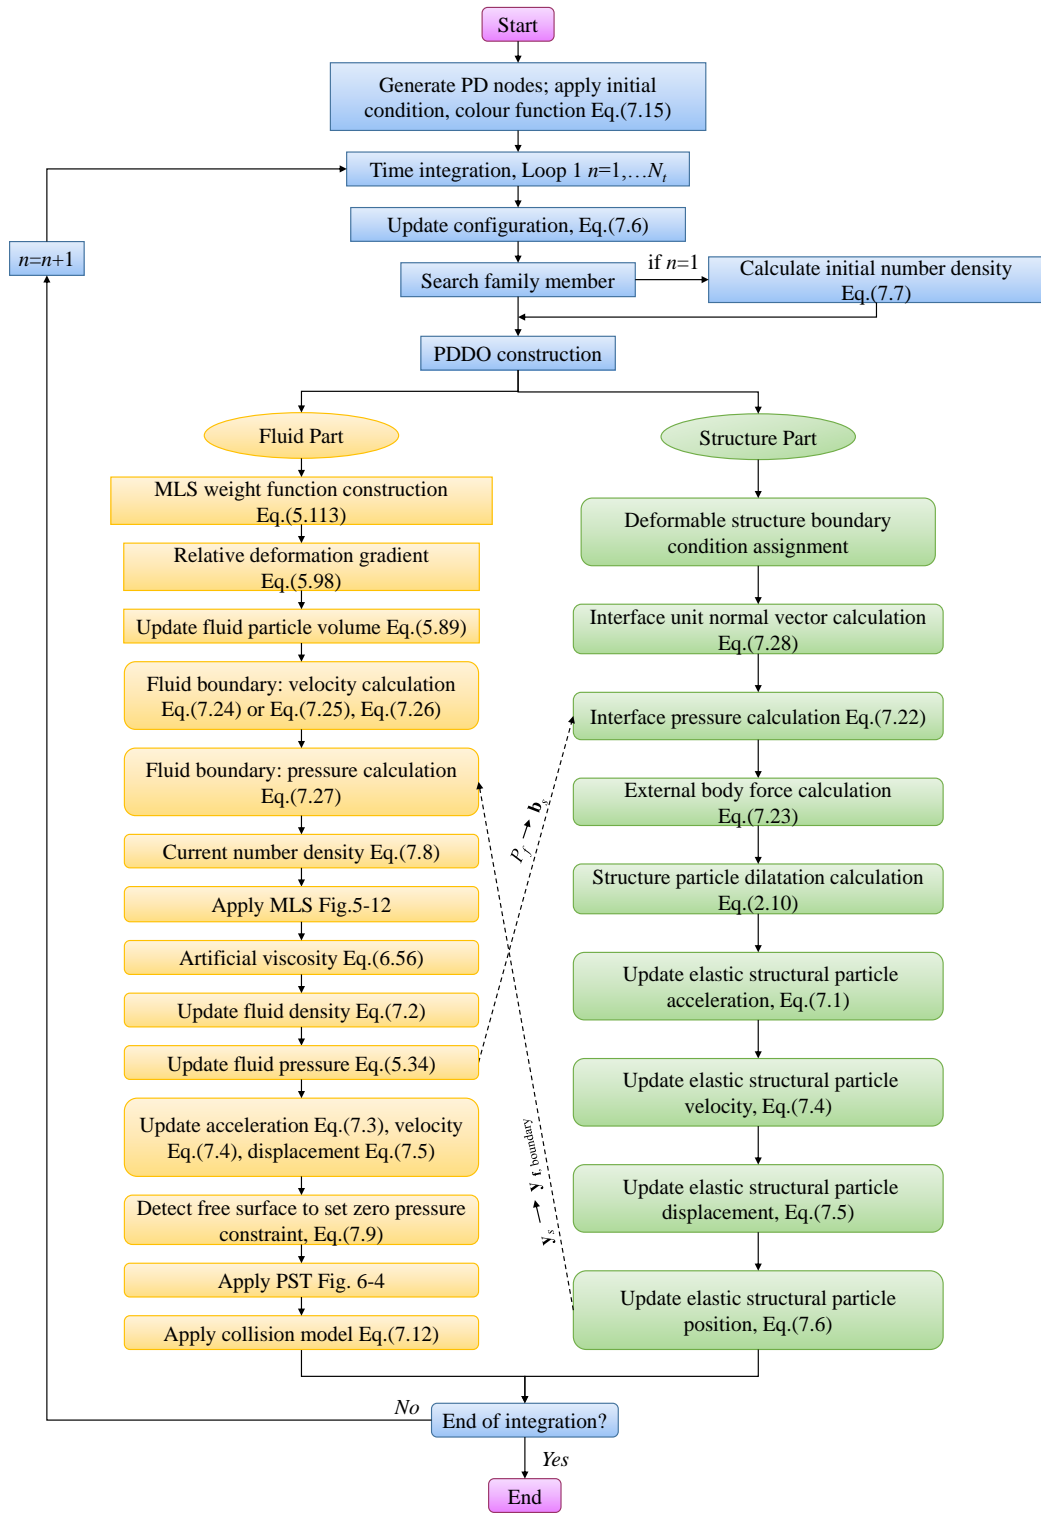 Start
Generate PD nodes; apply initial
condition, colour function Eq.(7.15)
Time integration, Loop 1 n=1,…Nt
Update configuration, Eq.(7.6)
n=n+1
Search family member
if n=1
Calculate initial number density
Eq.(7.7)
PDDO construction
Fluid Part
MLS weight function construction
Eq.(5.113)
Relative deformation gradient
Eq.(5.98)
Update fluid particle volume Eq.(5.89)
Fluid boundary: velocity calculation
Eq.(7.24) or Eq.(7.25), Eq.(7.26)
Fluid boundary: pressure calculation
Eq.(7.27)
Current number density Eq.(7.8)
Apply MLS Fig.5-12
Artificial viscosity Eq.(6.56)
Update fluid density Eq.(7.2)
Update fluid pressure Eq.(5.34)
Update acceleration Eq.(7.3), velocity
Eq.(7.4), displacement Eq.(7.5)
Detect free surface to set zero pressure
constraint, Eq.(7.9)
Apply PST Fig. 6-4
Apply collision model Eq.(7.12)
Pf → bs
ys → y f, boundary
Structure Part
Deformable structure boundary
condition assignment
Interface unit normal vector calculation
Eq.(7.28)
Interface pressure calculation Eq.(7.22)
External body force calculation
Eq.(7.23)
Structure particle dilatation calculation
Eq.(2.10)
Update elastic structural particle
acceleration, Eq.(7.1)
Update elastic structural particle
velocity, Eq.(7.4)
Update elastic structural particle
displacement, Eq.(7.5)
Update elastic structural particle
position, Eq.(7.6)
No
End of integration?
Yes
End